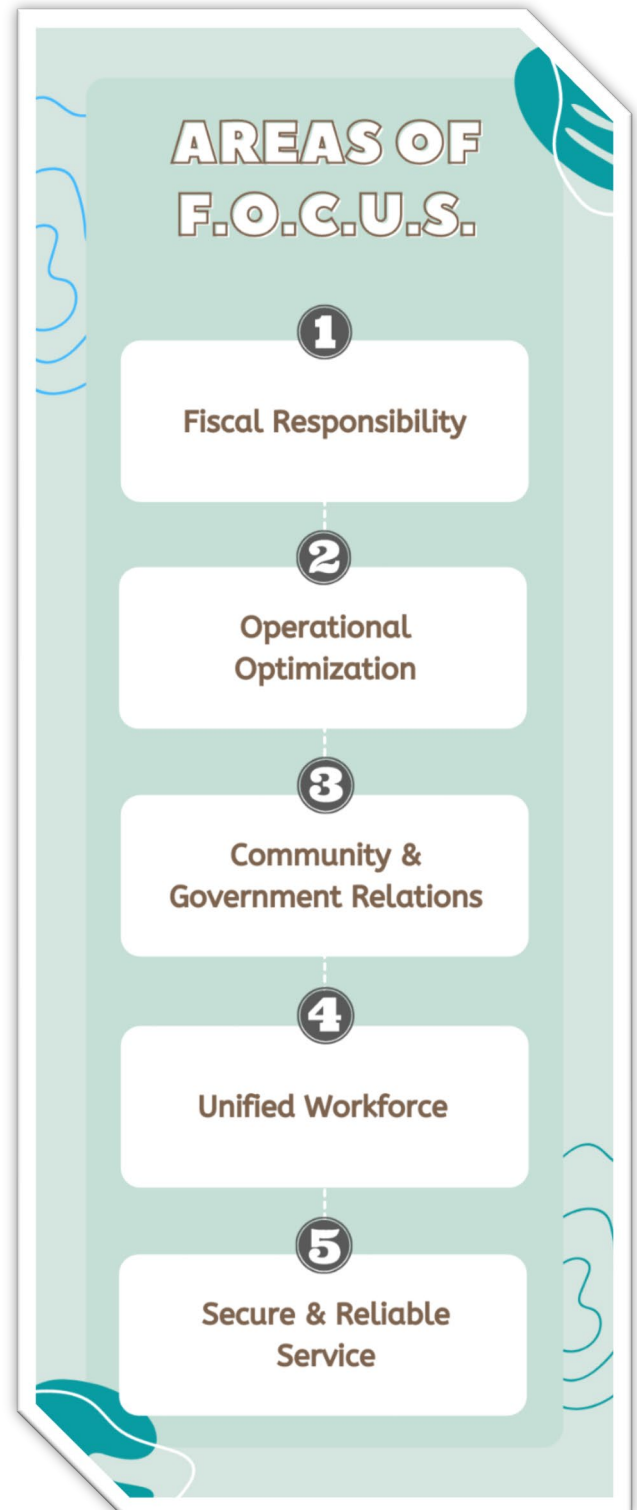 AREAS OF
F.O.C.U.S.
1
Fiscal Responsibility
2
Operational
Optimization
3
Community &
Government Relations
4
Unified Workforce
5
Secure & Reliable
Service